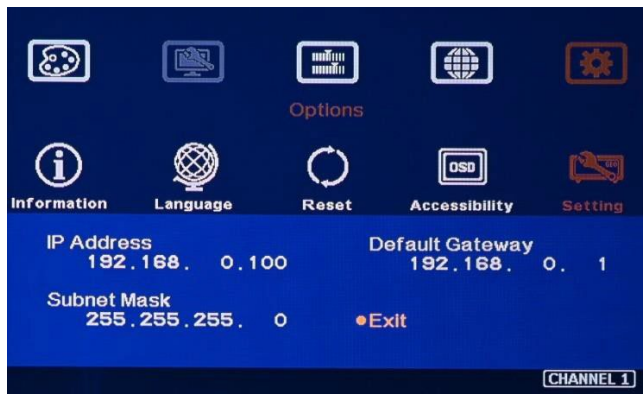 Options
Information Language Reset OSD Accessibility Setting
IP Address Default Gateway
192.168. 0.100 192.168. 0. 1
Subnet Mask
255.255.255. 0 •Exit
CHANNEL 1